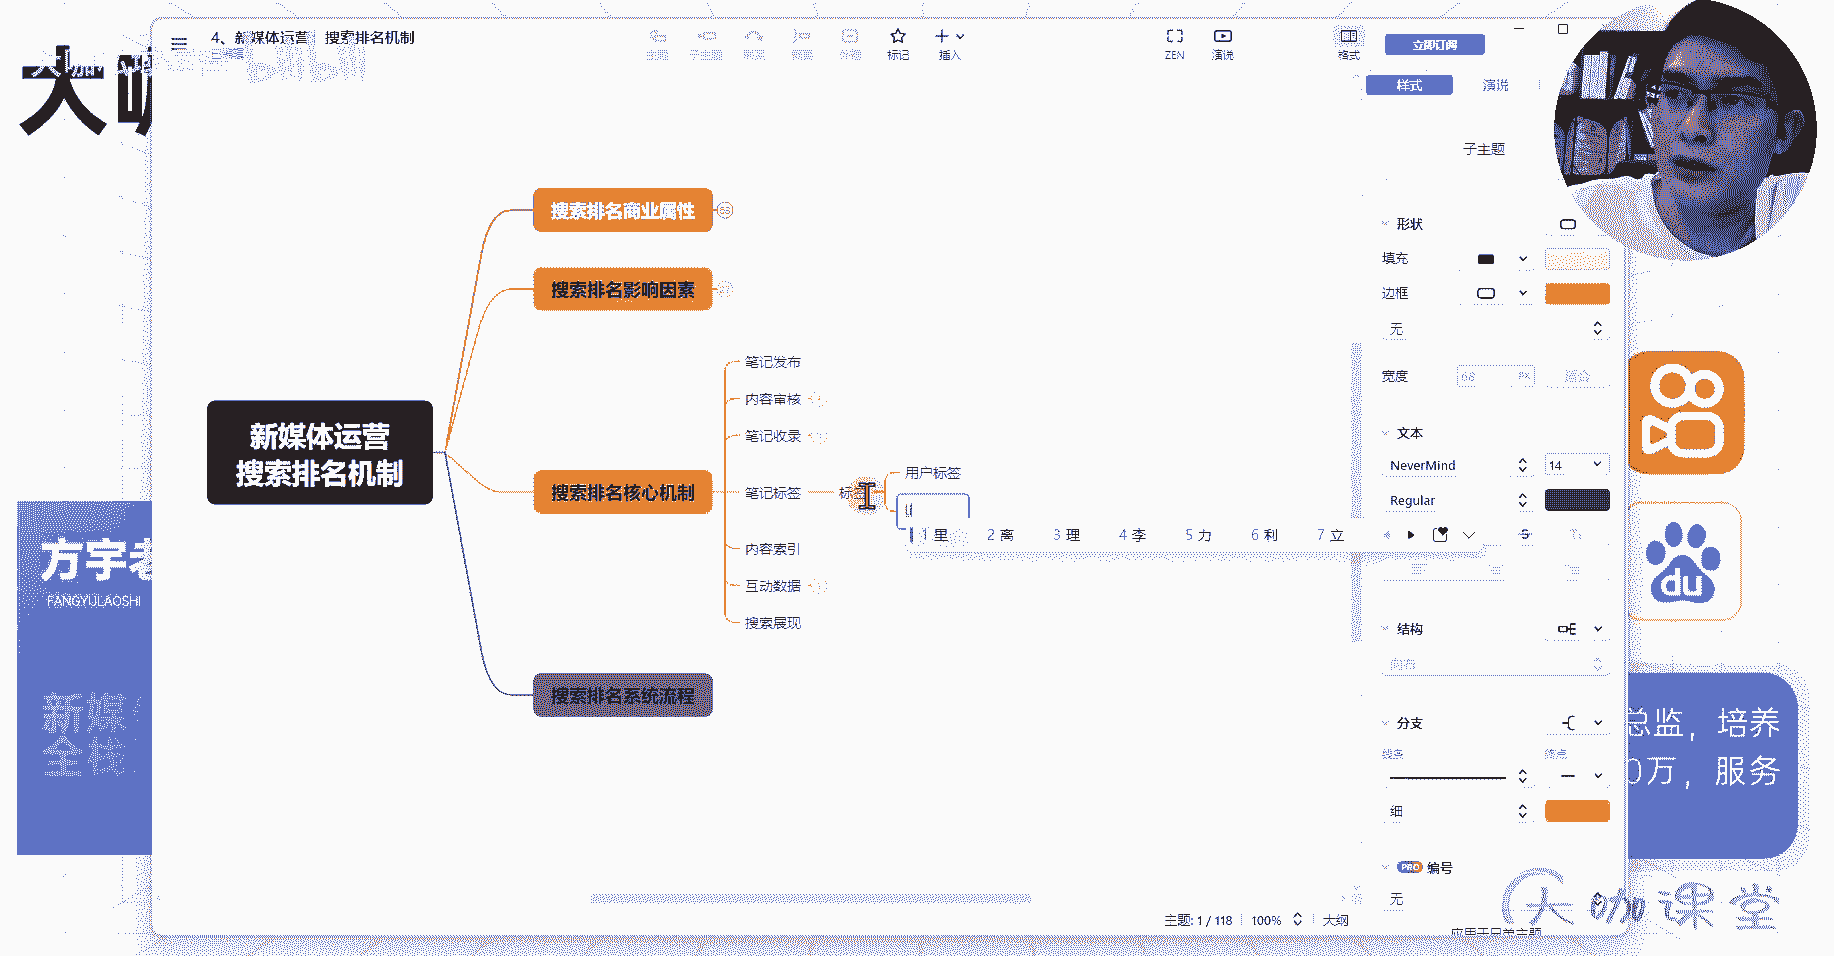 4、新媒体运营 搜索排名机制
已编辑
标记
插入
ZEN
演说
格式
立即订阅
样式
演说
子主题
大咖
搜索排名商业属性
搜索排名影响因素
新媒体运营
搜索排名机制
搜索排名核心机制
搜索排名系统流程
笔记发布
内容审核
笔记收录
笔记标签
内容索引
互动数据
搜索展现
用户标签
1 里
2 离
3 理
4 李
5 力
6 利
7 立
形状
填充
边框
无
宽度
68
PX
文本
NeverMind
14
Regular
结构
分支
线条
终点
细
PRO
编号
无
方宇老
FANGYULAOSHI
新媒
全栈
du
总监，培养
0万，服务
主题: 1 / 118
100%
大纲
大咖课堂